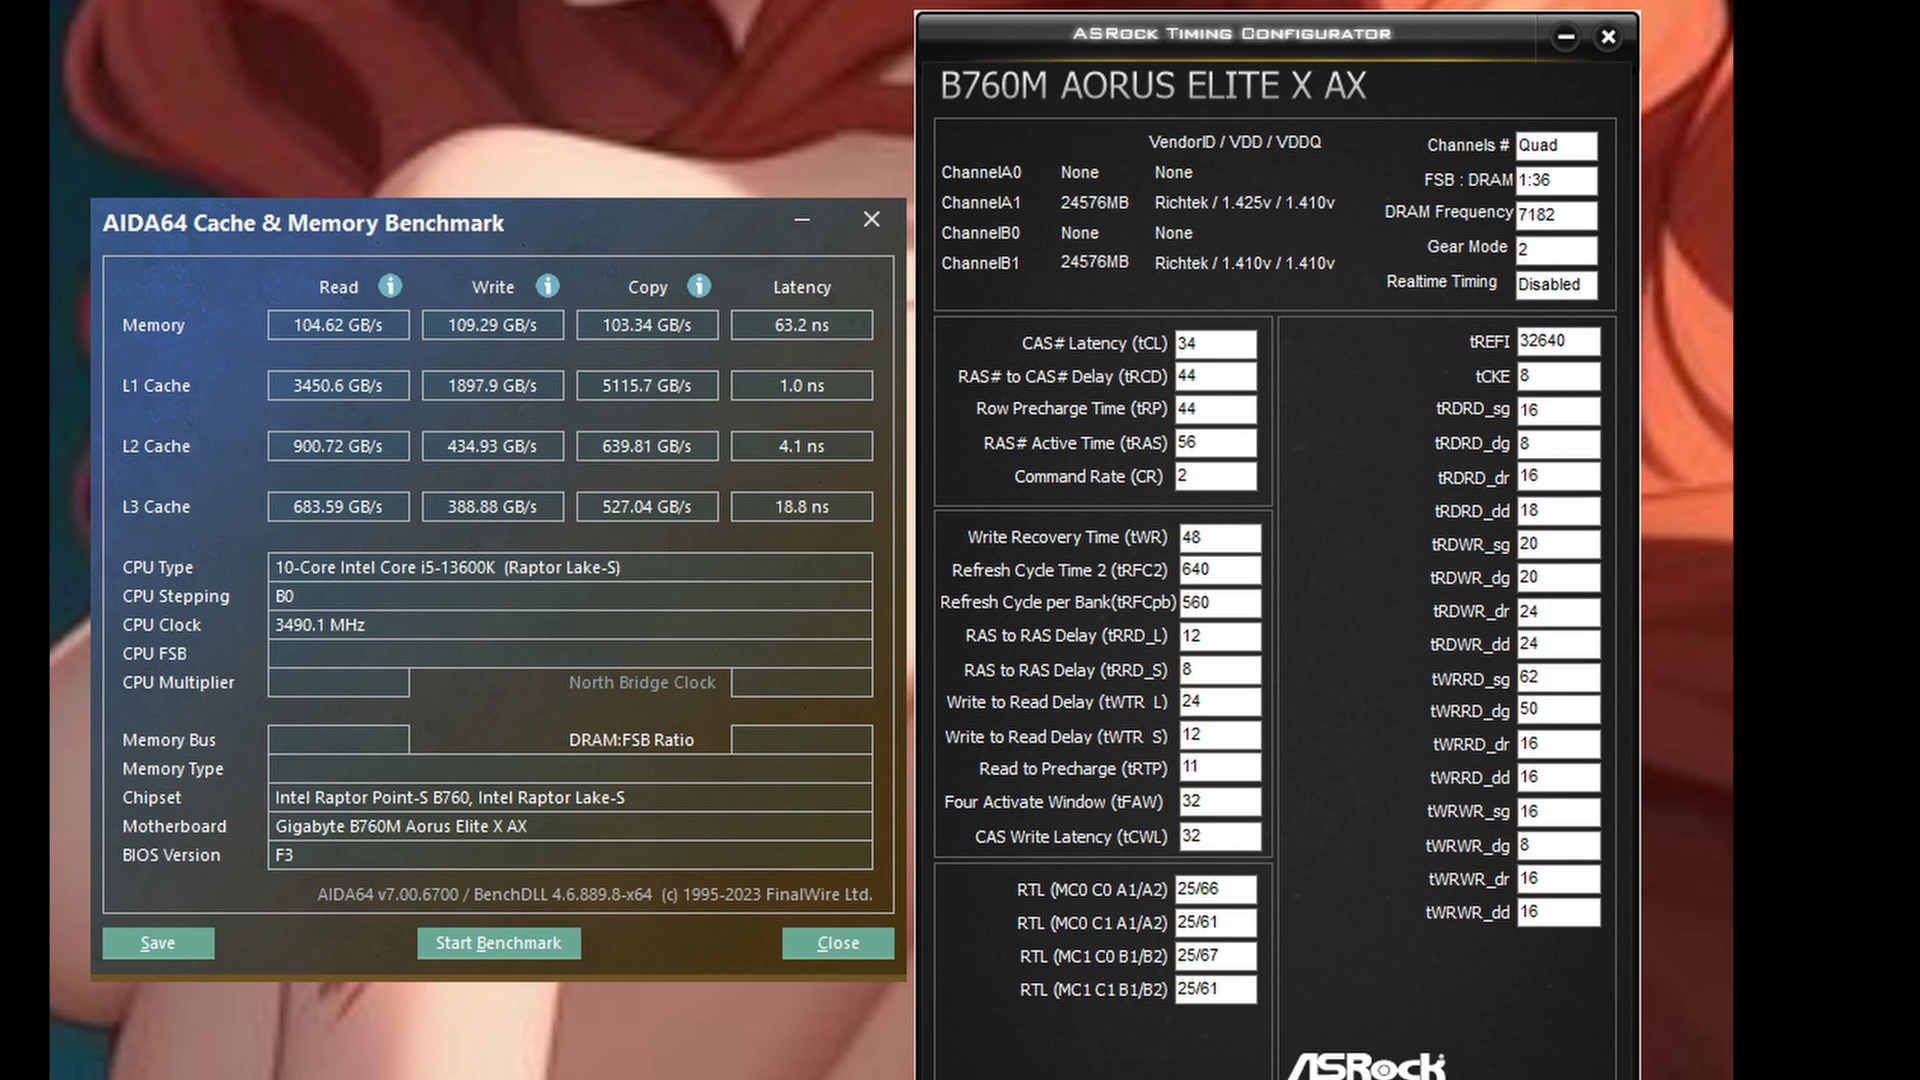 AIDA64 Cache & Memory Benchmark
Read Write Copy Latency
Memory 104.62 GB/s 109.29 GB/s 103.34 GB/s 63.2 ns
L1 Cache 3450.6 GB/s 1897.9 GB/s 5115.7 GB/s 1.0 ns
L2 Cache 900.72 GB/s 434.93 GB/s 639.81 GB/s 4.1 ns
L3 Cache 683.59 GB/s 388.88 GB/s 527.04 GB/s 18.8 ns
CPU Type 10-Core Intel Core i5-13600K (Raptor Lake-S)
CPU Stepping B0
CPU Clock 3490.1 MHz
CPU FSB
CPU Multiplier North Bridge Clock
Memory Bus DRAM:FSB Ratio
Memory Type
Chipset Intel Raptor Point-S B760, Intel Raptor Lake-S
Motherboard Gigabyte B760M Aorus Elite X AX
BIOS Version F3
AIDA64 v7.00.6700 / BenchDLL 4.6.889.8-x64 (c) 1995-2023 FinalWire Ltd.
Save Start Benchmark Close
ASRock Timing Configurator
B760M AORUS ELITE X AX
VendorID / VDD / VDDQ
ChannelA0 None None
ChannelA1 24576MB Richtek / 1.425v / 1.410v
ChannelB0 None None
ChannelB1 24576MB Richtek / 1.410v / 1.410v
Channels # Quad
FSB : DRAM 1:36
DRAM Frequency 7182
Gear Mode 2
Realtime Timing Disabled
CAS# Latency (tCL) 34
RAS# to CAS# Delay (tRCD) 44
Row Precharge Time (tRP) 44
RAS# Active Time (tRAS) 56
Command Rate (CR) 2
Write Recovery Time (tWR) 48
Refresh Cycle Time 2 (tRFC2) 640
Refresh Cycle per Bank(tRFCpb) 560
RAS to RAS Delay (tRRD_L) 12
RAS to RAS Delay (tRRD_S) 8
Write to Read Delay (tWTR_L) 24
Write to Read Delay (tWTR_S) 12
Read to Precharge (tRTP) 11
Four Activate Window (tFAW) 32
CAS Write Latency (tCWL) 32
RTL (MC0 C0 A1/A2) 25/66
RTL (MC0 C1 A1/A2) 25/61
RTL (MC1 C0 B1/B2) 25/67
RTL (MC1 C1 B1/B2) 25/61
tREFI 32640
tCKE 8
tRDRD_sg 16
tRDRD_dg 8
tRDRD_dr 16
tRDRD_dd 18
tRDWR_sg 20
tRDWR_dg 20
tRDWR_dr 24
tRDWR_dd 24
tWRRD_sg 62
tWRRD_dg 50
tWRRD_dr 16
tWRRD_dd 16
tWRWR_sg 16
tWRWR_dg 8
tWRWR_dr 16
tWRWR_dd 16
ASRock